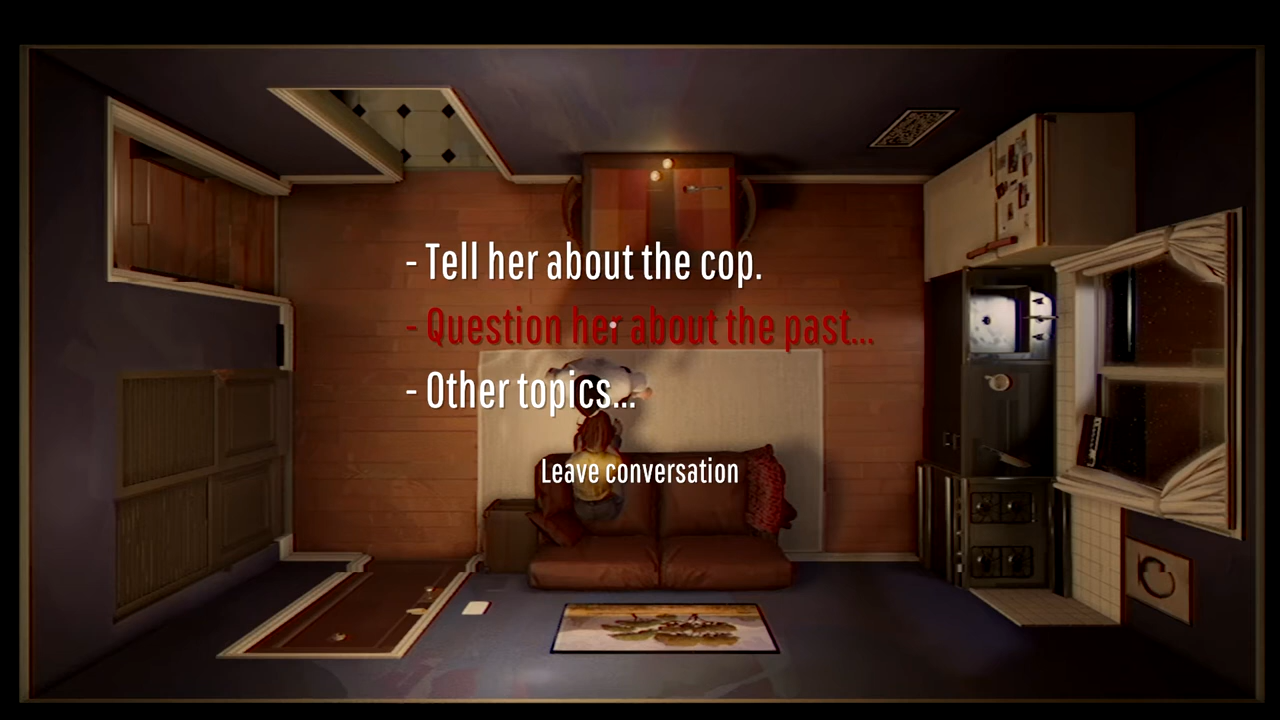 - Tell her about the cop.
- Question her about the past...
- Other topics...
Leave conversation